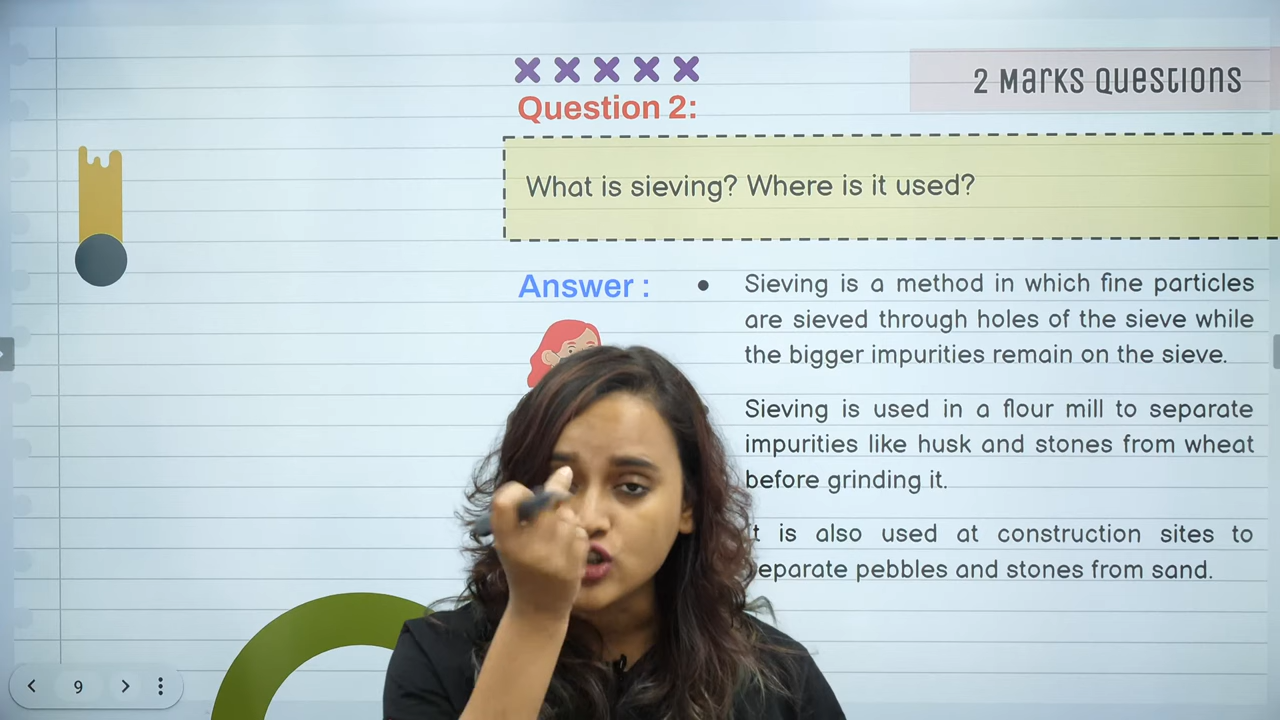 2 Marks Questions
Question 2:
What is sieving? Where is it used?
Answer :
Sieving is a method in which fine particles
are sieved through holes of the sieve while
the bigger impurities remain on the sieve.
Sieving is used in a flour mill to separate
impurities like husk and stones from wheat
before grinding it.
is also used at construction sites to
pebbles and stones from sand.
9